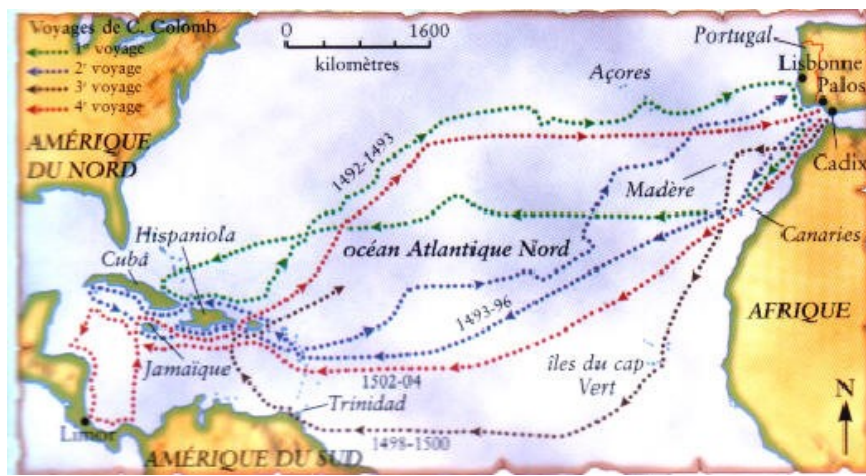 Voyages de C. Colomb.
1er voyage
2e voyage
3e voyage
4e voyage
0 1600
kilomètres
Portugal
Lisbonne
Palos
Cadix
Açores
AMÉRIQUE
DU NORD
1492-1493
Madère
Canaries
Hispaniola
Cuba
océan Atlantique Nord
AFRIQUE
1493-96
Jamaïque
îles du cap
Vert
1502-04
Trinidad
N
Limon
1498-1500
AMÉRIQUE DU SUD